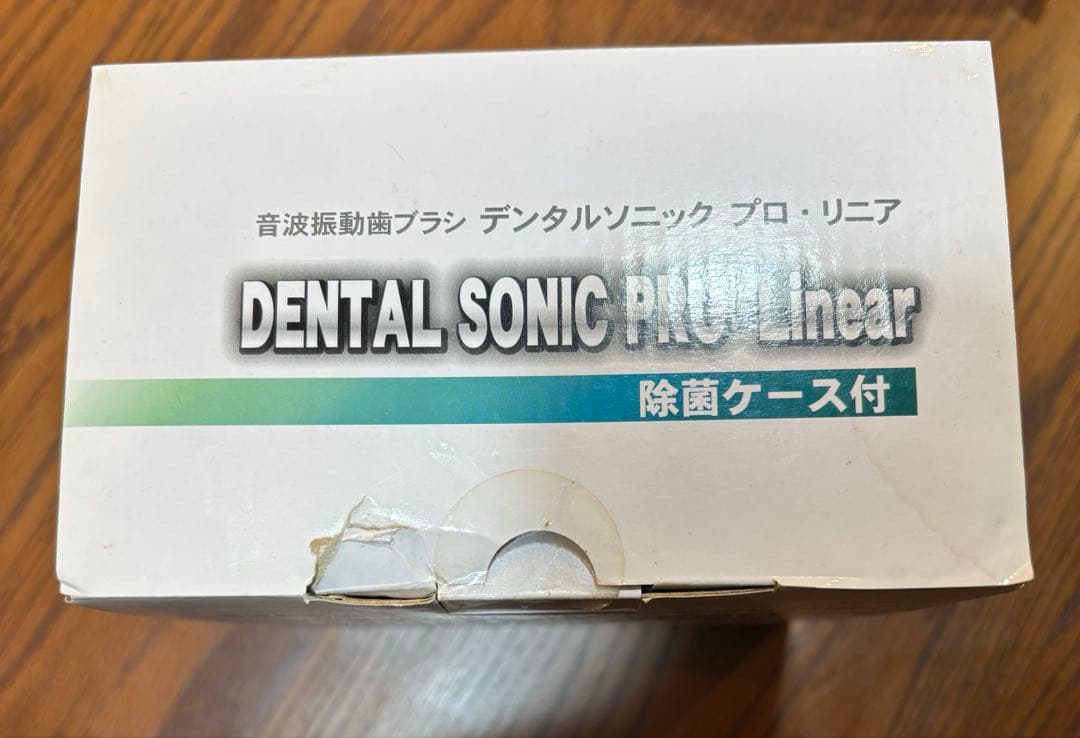 音波振動歯ブラシ デンタルソニック プロ・リニア
DENTAL SONIC PRO・Linear
除菌ケース付